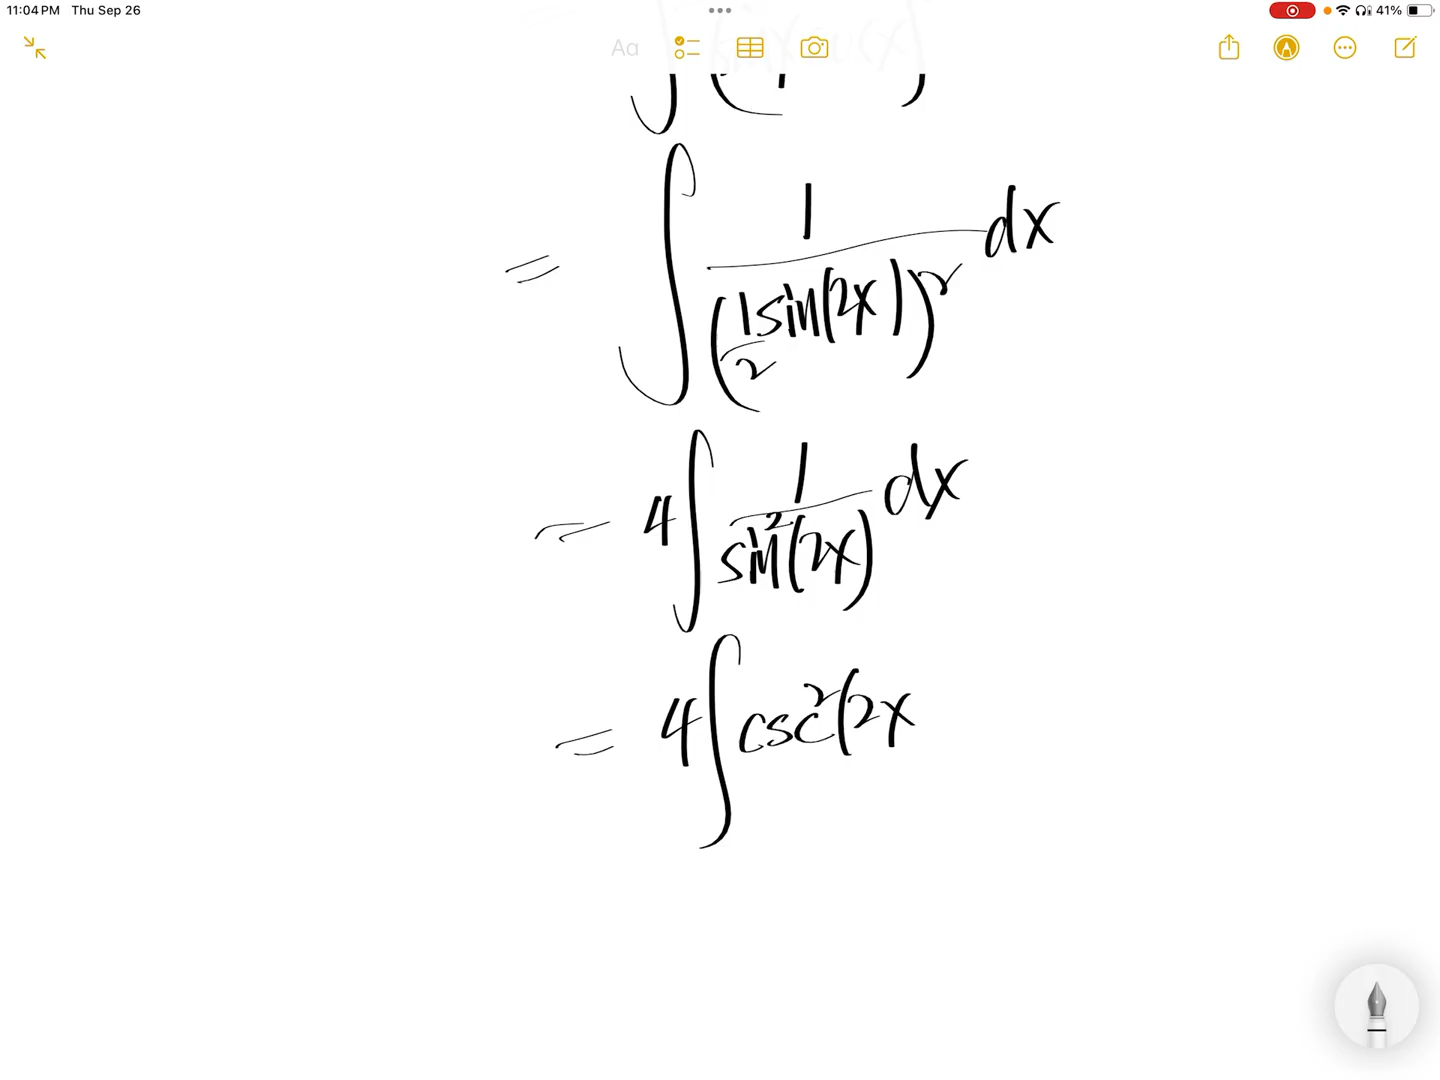 11:04 PM Thu Sep 26 41%
Aa
= ∫ 1/(1/2 sin(2x))² dx
= 4 ∫ 1/sin²(2x) dx
= 4 ∫ csc²(2x